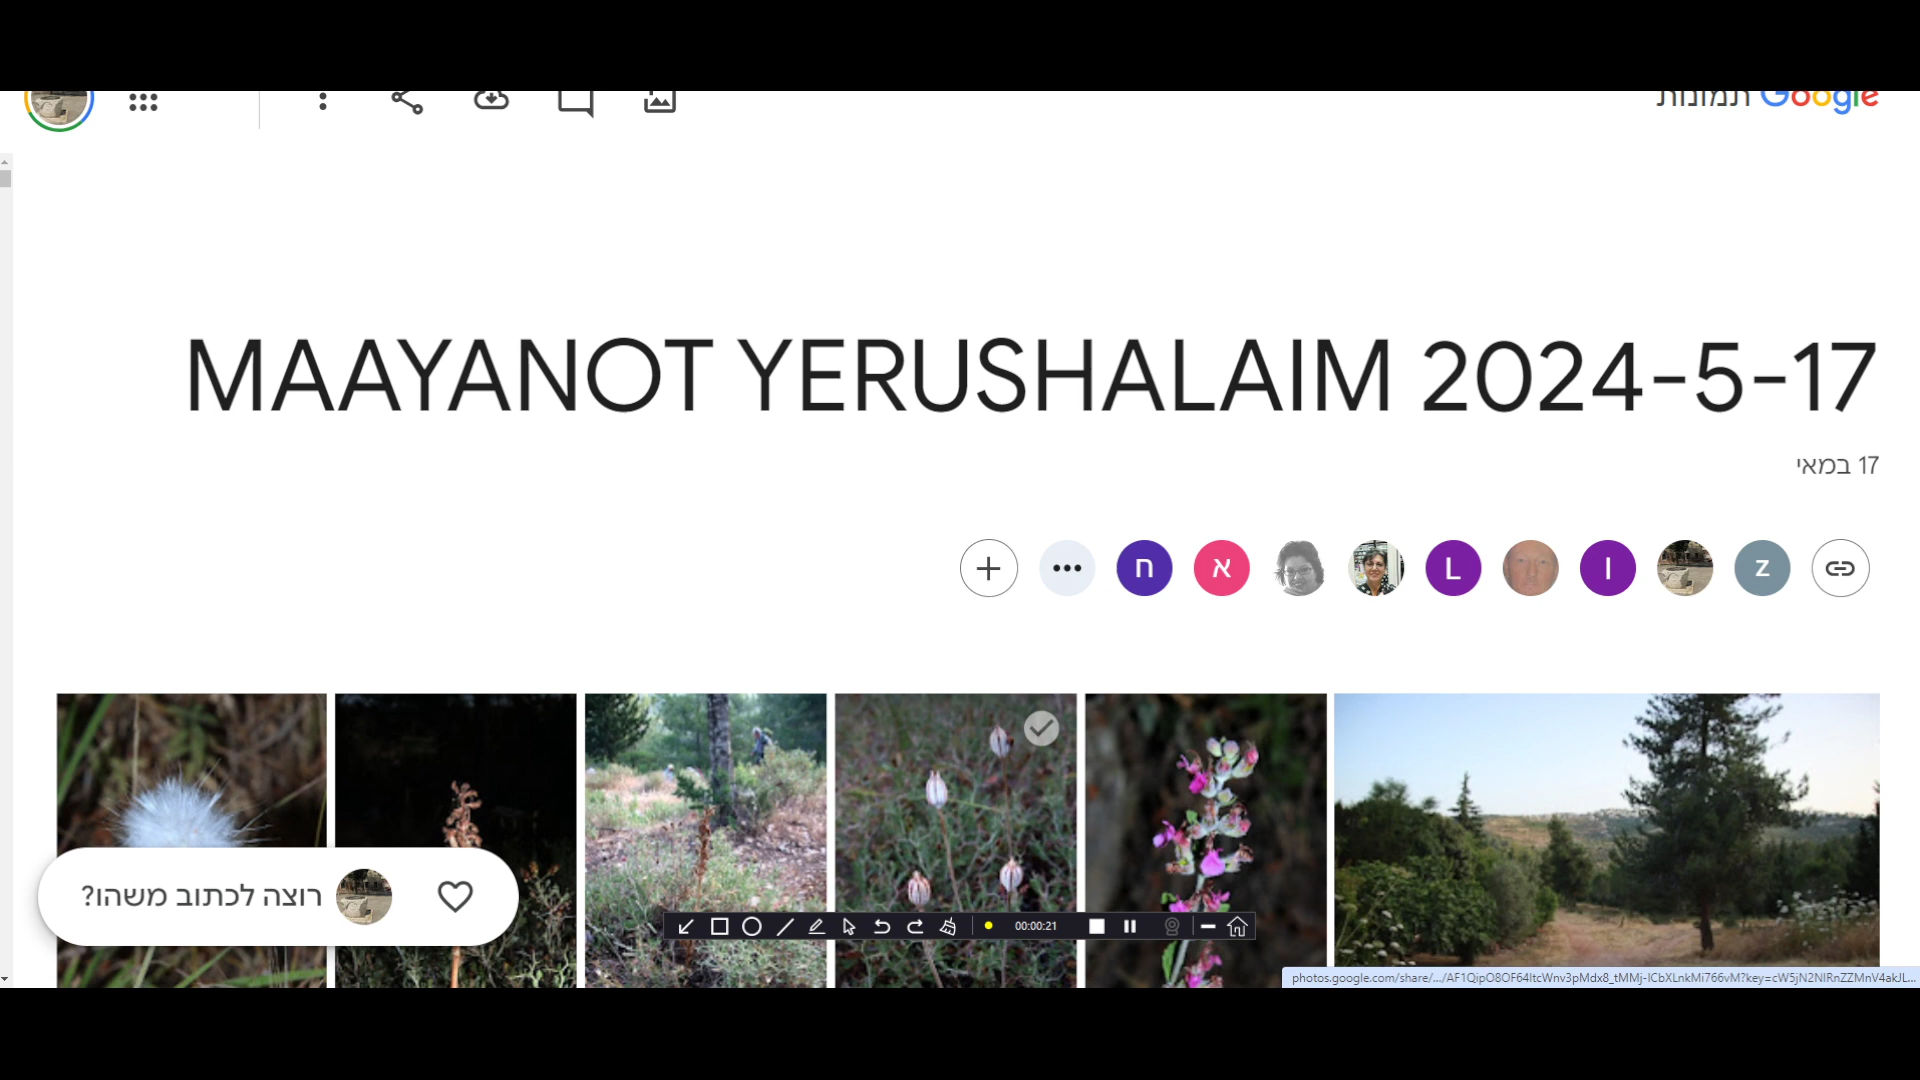 Google תמונות
MAAYANOT YERUSHALAIM 2024-5-17
17 במאי
ח א L I z
רוצה לכתוב משהו?
00:00:21
photos.google.com/share/.../AF1QipO8OF64ltcWnv3pMdx8_tMMj-ICbXLnkMi766vM?key=cW5jN2NlRnZZMnV4akJL...